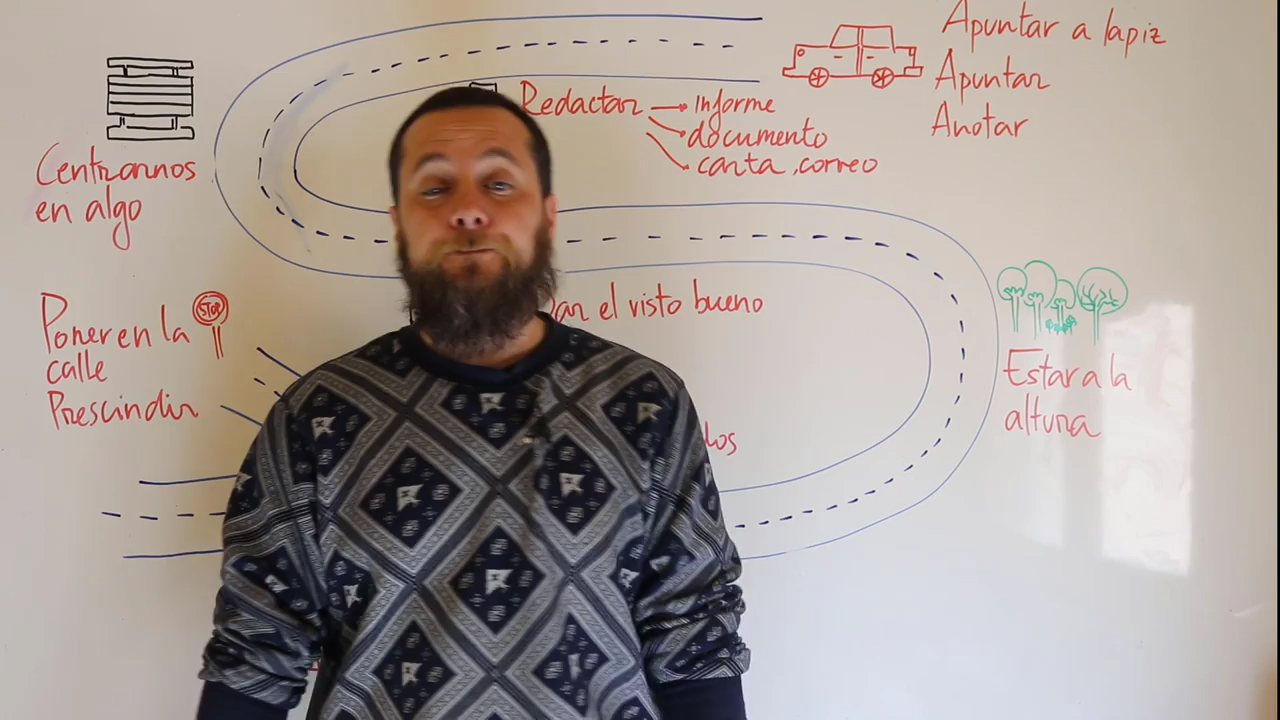 Apuntar a lapiz
Apuntar
Anotar
Redactar
informe
documento
carta, correo
Centrarnos
en algo
Poner en la
calle
Prescindir
STOP
el visto bueno
Estar a la
altura